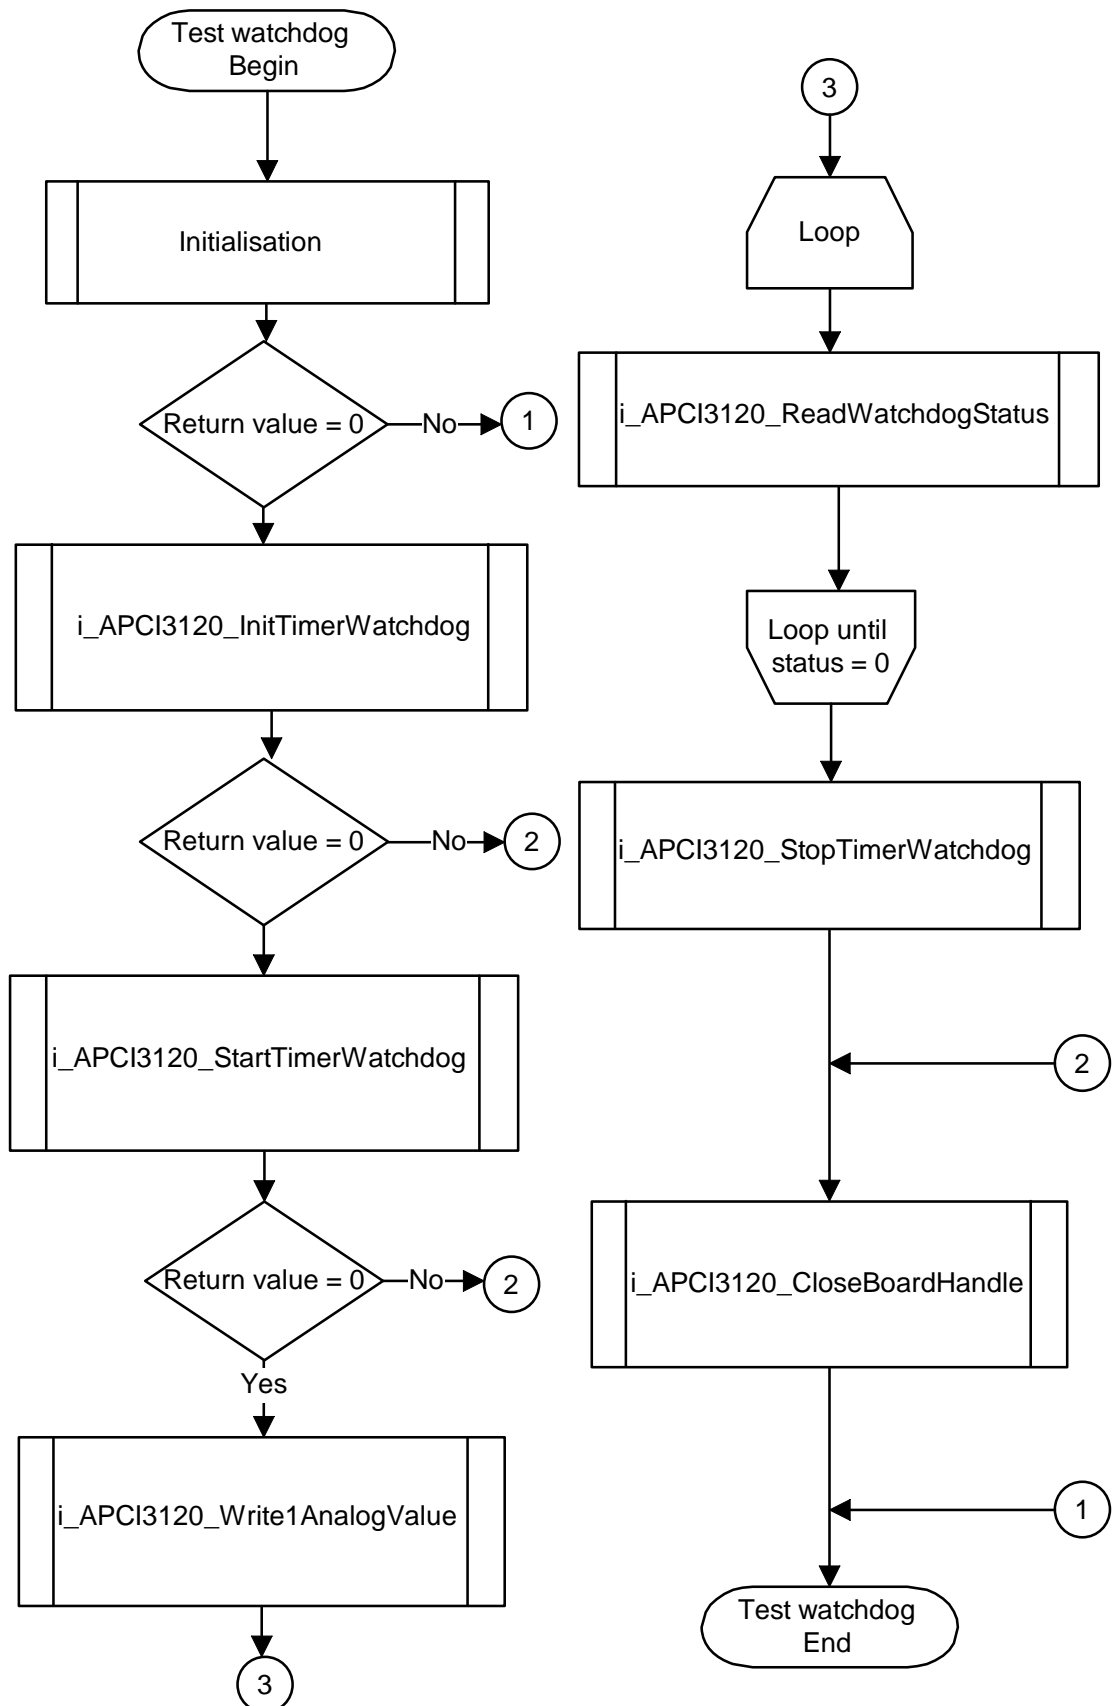 Test watchdog
Begin
Initialisation
Return value = 0
No
1
i_APCI3120_InitTimerWatchdog
Return value = 0
No
2
i_APCI3120_StartTimerWatchdog
Return value = 0
No
2
Yes
i_APCI3120_Write1AnalogValue
3
3
Loop
i_APCI3120_ReadWatchdogStatus
Loop until
status = 0
i_APCI3120_StopTimerWatchdog
2
i_APCI3120_CloseBoardHandle
1
Test watchdog
End